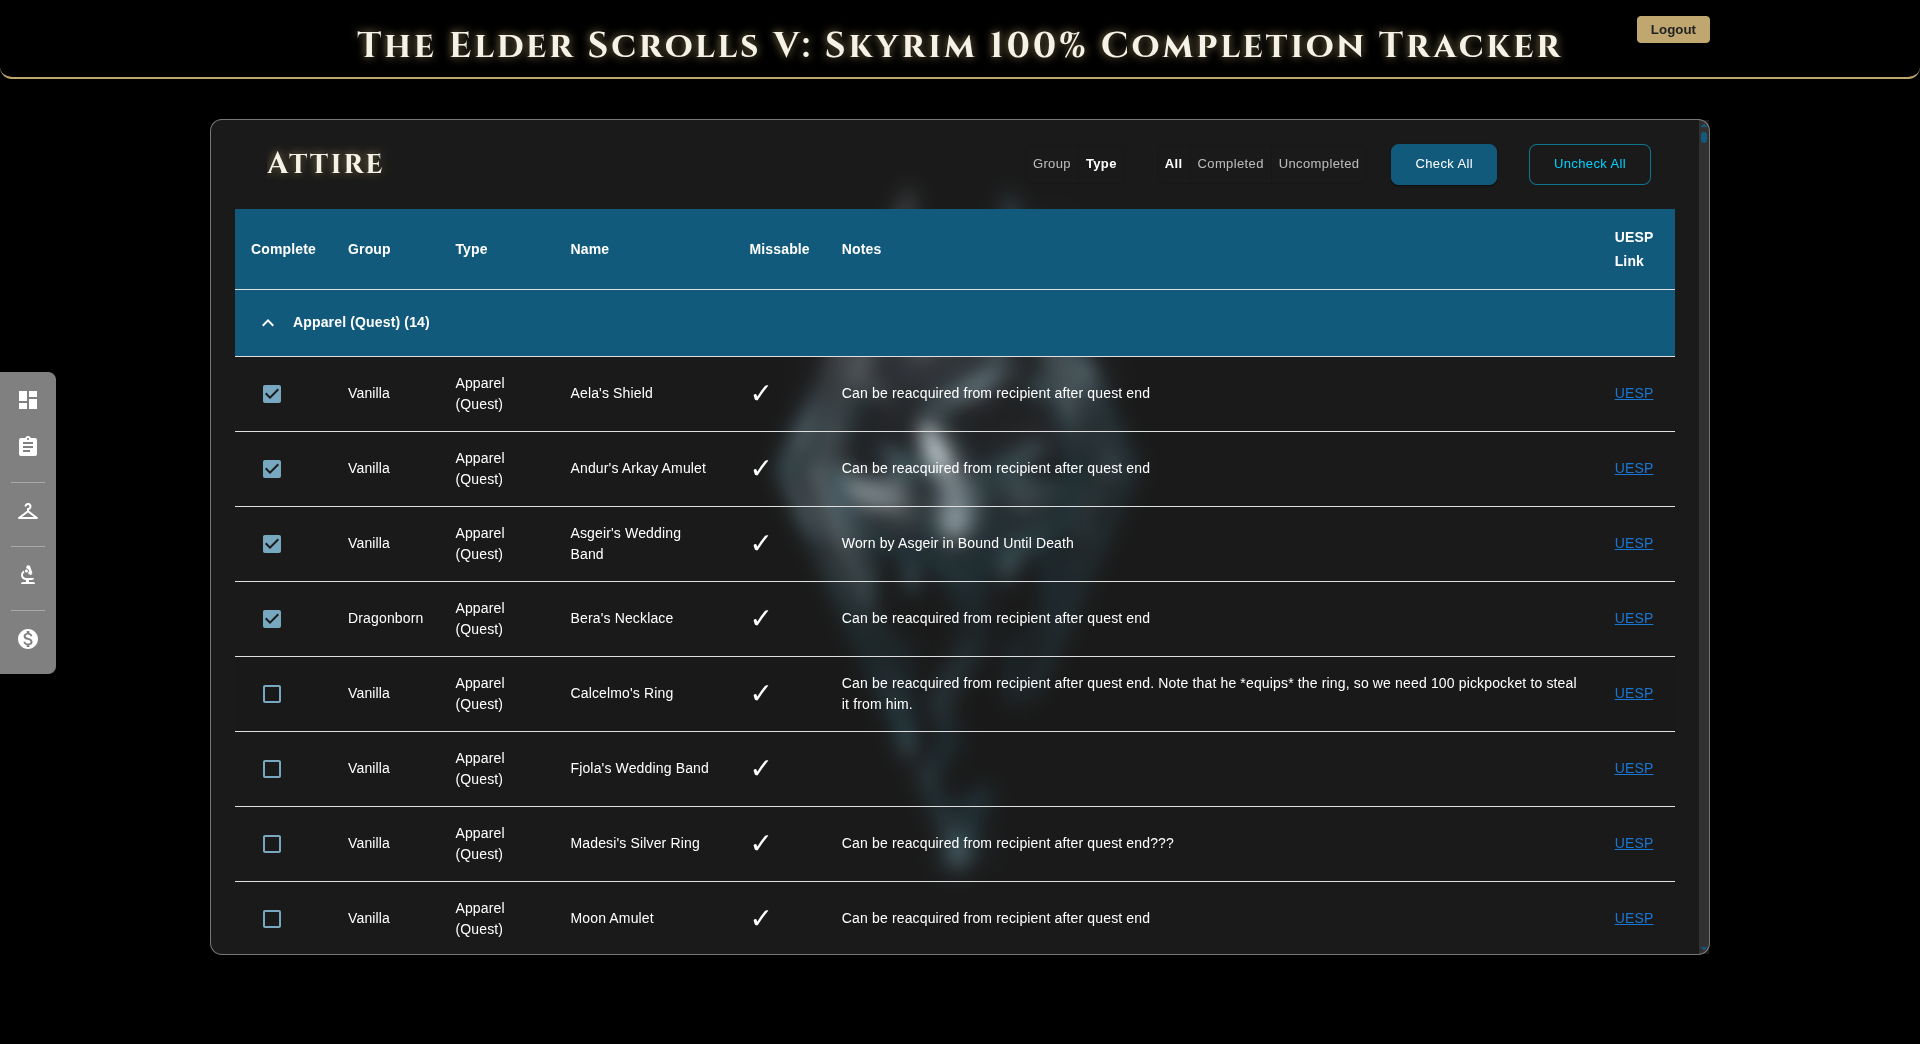 The Elder Scrolls V: Skyrim 100% Completion Tracker
Logout
Attire
Group Type All Completed Uncompleted Check All Uncheck All
Complete Group Type Name Missable Notes UESP Link
Apparel (Quest) (14)
Vanilla Apparel (Quest) Aela's Shield ✓ Can be reacquired from recipient after quest end UESP
Vanilla Apparel (Quest) Andur's Arkay Amulet ✓ Can be reacquired from recipient after quest end UESP
Vanilla Apparel (Quest) Asgeir's Wedding Band ✓ Worn by Asgeir in Bound Until Death UESP
Dragonborn Apparel (Quest) Bera's Necklace ✓ Can be reacquired from recipient after quest end UESP
Vanilla Apparel (Quest) Calcelmo's Ring ✓ Can be reacquired from recipient after quest end. Note that he *equips* the ring, so we need 100 pickpocket to steal it from him. UESP
Vanilla Apparel (Quest) Fjola's Wedding Band ✓ UESP
Vanilla Apparel (Quest) Madesi's Silver Ring ✓ Can be reacquired from recipient after quest end??? UESP
Vanilla Apparel (Quest) Moon Amulet ✓ Can be reacquired from recipient after quest end UESP